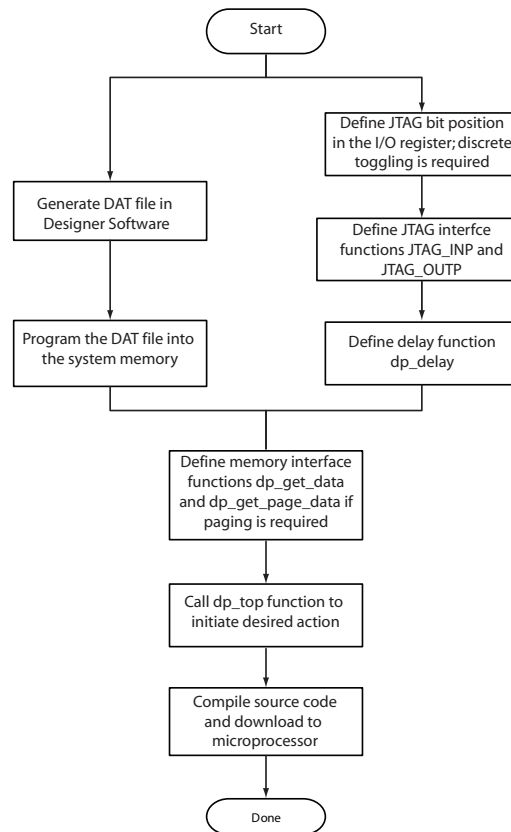 Start
Define JTAG bit position
in the I/O register; discrete
toggling is required
Generate DAT file in
Designer Software
Define JTAG interfce
functions JTAG_INP and
JTAG_OUTP
Program the DAT file into
the system memory
Define delay function
dp_delay
Define memory interface
functions dp_get_data
and dp_get_page_data if
paging is required
Call dp_top function to
initiate desired action
Compile source code
and download to
microprocessor
Done